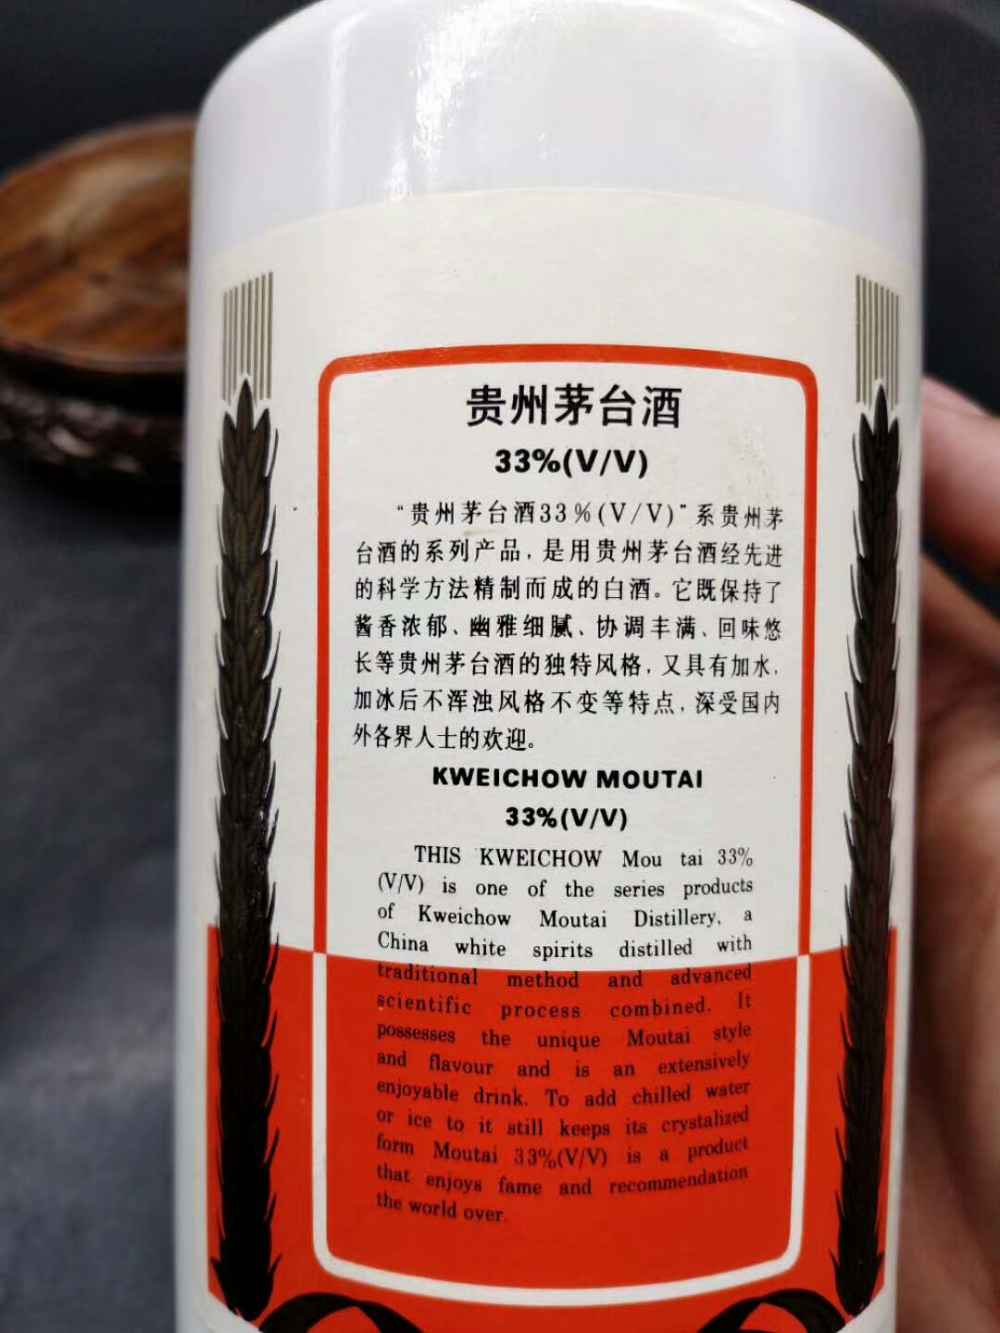 贵州茅台酒
33%(V/V)
“贵州茅台酒33%(V/V)”系贵州茅
台酒的系列产品，是用贵州茅台酒经先进
的科学方法精制而成的白酒。它既保持了
酱香浓郁、幽雅细腻、协调丰满、回味悠
长等贵州茅台酒的独特风格，又具有加水，
加冰后不浑浊风格不变等特点，深受国内
外各界人士的欢迎。
KWEICHOW MOUTAI
33%(V/V)
THIS KWEICHOW Mou tai 33%
(V/V) is one of the series products
of Kweichow Moutai Distillery, a
China white spirits distilled with
traditional method and advanced
scientific process combined. It
possesses the unique Moutai style
and flavour and is an extensively
enjoyable drink. To add chilled water
or ice to it still keeps its crystalized
form Moutai 33%(V/V) is a product
that enjoys fame and recommendation
the world over.